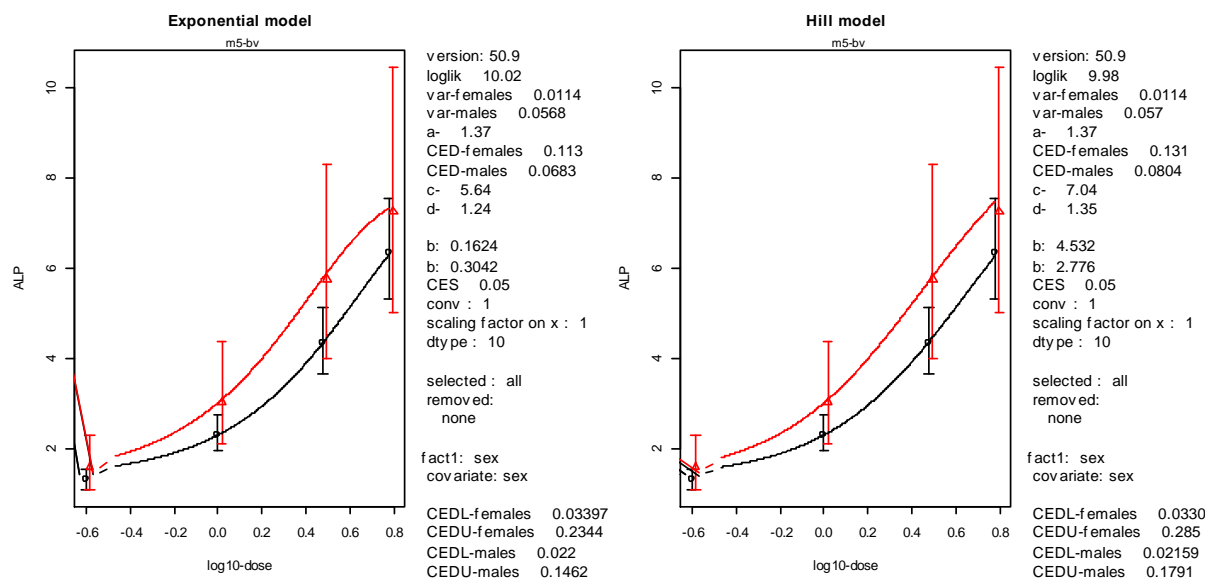 Exponential model
m5-bv
ALP
10
8
6
4
2
-0.6 -0.4 -0.2 0.0 0.2 0.4 0.6 0.8
log10-dose
version: 50.9
loglik 10.02
var-females 0.0114
var-males 0.0568
a- 1.37
CED-females 0.113
CED-males 0.0683
c- 5.64
d- 1.24
b: 0.1624
b: 0.3042
CES 0.05
conv : 1
scaling factor on x : 1
dtype : 10
selected : all
removed:
none
fact1: sex
covariate: sex
CEDL-females 0.03397
CEDU-females 0.2344
CEDL-males 0.022
CEDU-males 0.1462
Hill model
m5-bv
ALP
10
8
6
4
2
-0.6 -0.4 -0.2 0.0 0.2 0.4 0.6 0.8
log10-dose
version: 50.9
loglik 9.98
var-females 0.0114
var-males 0.057
a- 1.37
CED-females 0.131
CED-males 0.0804
c- 7.04
d- 1.35
b: 4.532
b: 2.776
CES 0.05
conv : 1
scaling factor on x : 1
dtype : 10
selected : all
removed:
none
fact1: sex
covariate: sex
CEDL-females 0.0330
CEDU-females 0.285
CEDL-males 0.02159
CEDU-males 0.1791